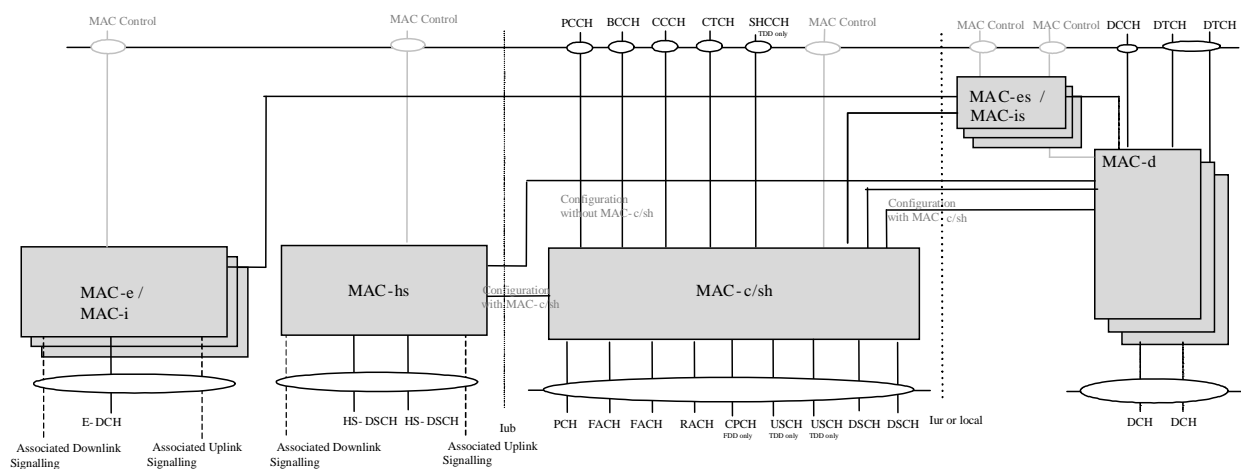 MAC Control
MAC Control
PCCH BCCH CCCH CTCH SHCCH MAC Control
TDD only
MAC Control MAC Control DCCH DTCH DTCH
MAC-es /
MAC-is
MAC-d
Configuration
without MAC-c/sh
Configuration
with MAC-c/sh
MAC-e /
MAC-i
MAC-hs
Configuration
with MAC-c/sh
MAC-c/sh
E-DCH
HS-DSCH HS-DSCH
Iub
PCH FACH FACH RACH CPCH USCH USCH DSCH DSCH
FDD only TDD only TDD only
Iur or local
DCH DCH
Associated Downlink
Signalling
Associated Uplink
Signalling
Associated Downlink
Signalling
Associated Uplink
Signalling